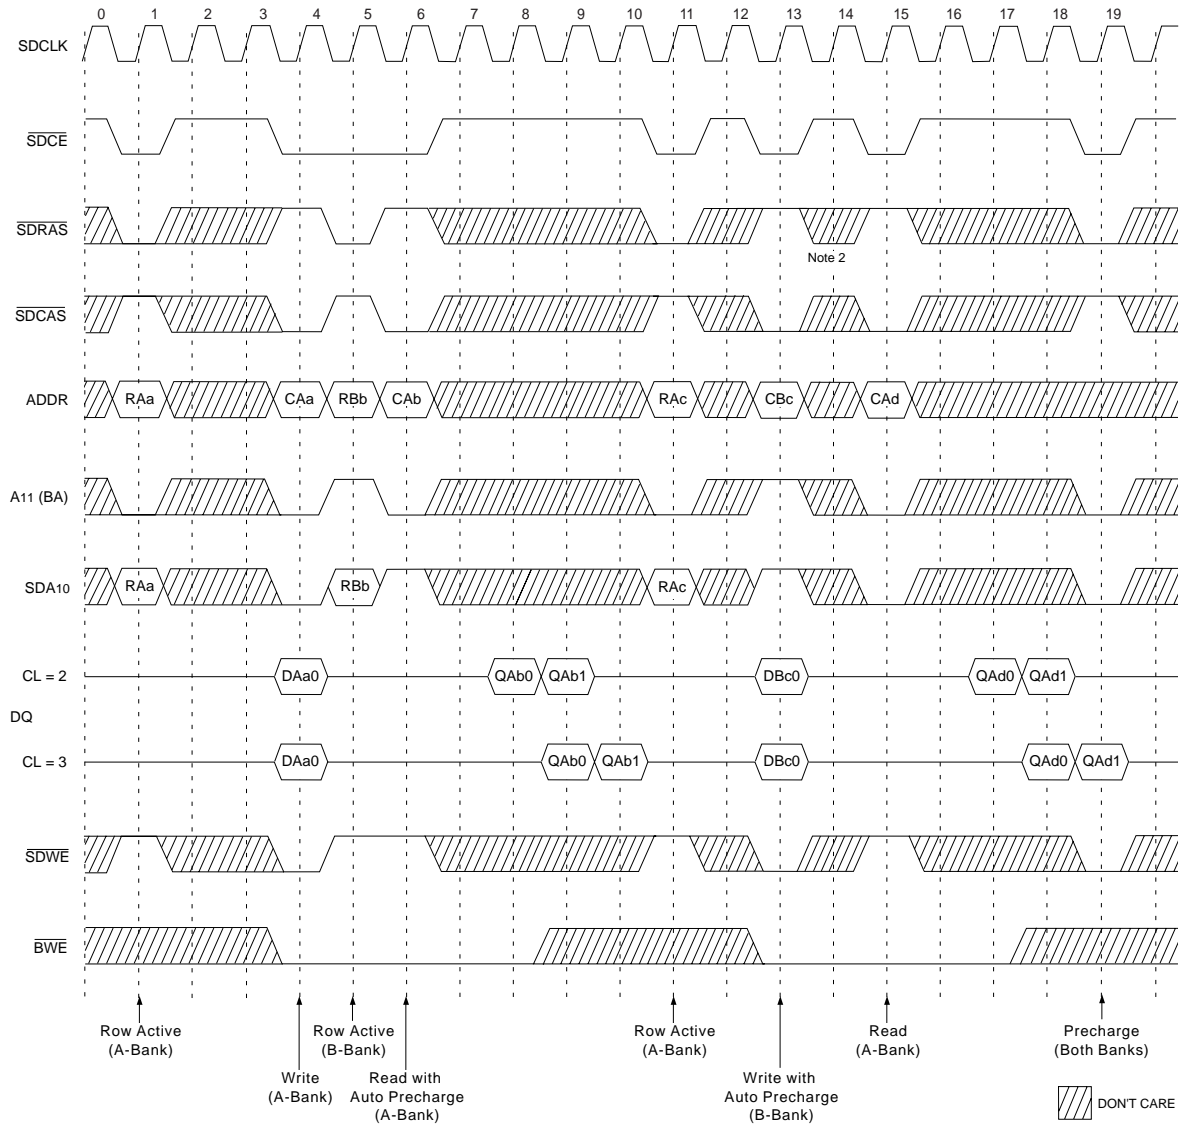 0 1 2 3 4 5 6 7 8 9 10 11 12 13 14 15 16 17 18 19
SDCLK
SDCE
SDRAS
Note 2
SDCAS
ADDR RAa CAa RBb CAb RAc CBc CAd
A11 (BA)
SDA10 RAa RBb RAc
CL = 2 DAa0 QAb0 QAb1 DBc0 QAd0 QAd1
DQ
CL = 3 DAa0 QAb0 QAb1 DBc0 QAd0 QAd1
SDWE
BWE
Row Active
(A-Bank)
Row Active
(B-Bank)
Row Active
(A-Bank)
Read
(A-Bank)
Precharge
(Both Banks)
Write
(A-Bank)
Read with
Auto Precharge
(A-Bank)
Write with
Auto Precharge
(B-Bank)
DON'T CARE